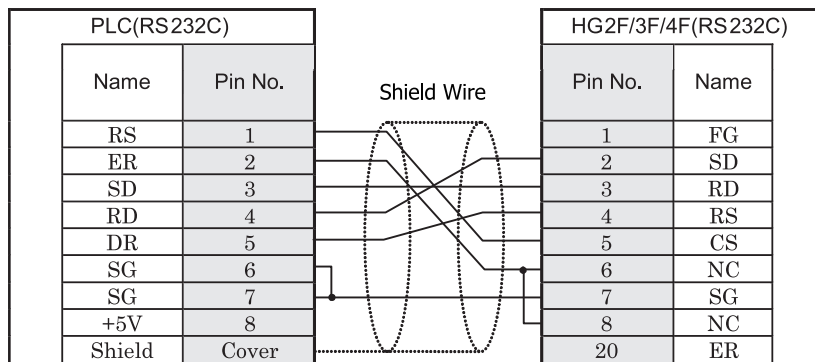 PLC(RS232C) HG2F/3F/4F(RS232C)
Name Pin No. Shield Wire Pin No. Name
RS 1 1 FG
ER 2 2 SD
SD 3 3 RD
RD 4 4 RS
DR 5 5 CS
SG 6 6 NC
SG 7 7 SG
+5V 8 8 NC
Shield Cover 20 ER